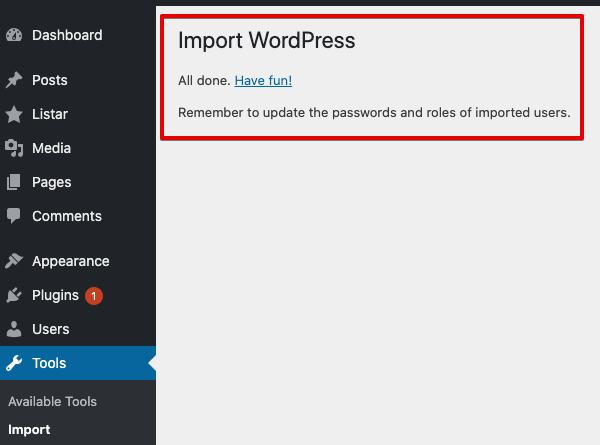 Dashboard
Posts
Listar
Media
Pages
Comments
Appearance
Plugins 1
Users
Tools
Available Tools
Import
Import WordPress
All done. Have fun!
Remember to update the passwords and roles of imported users.